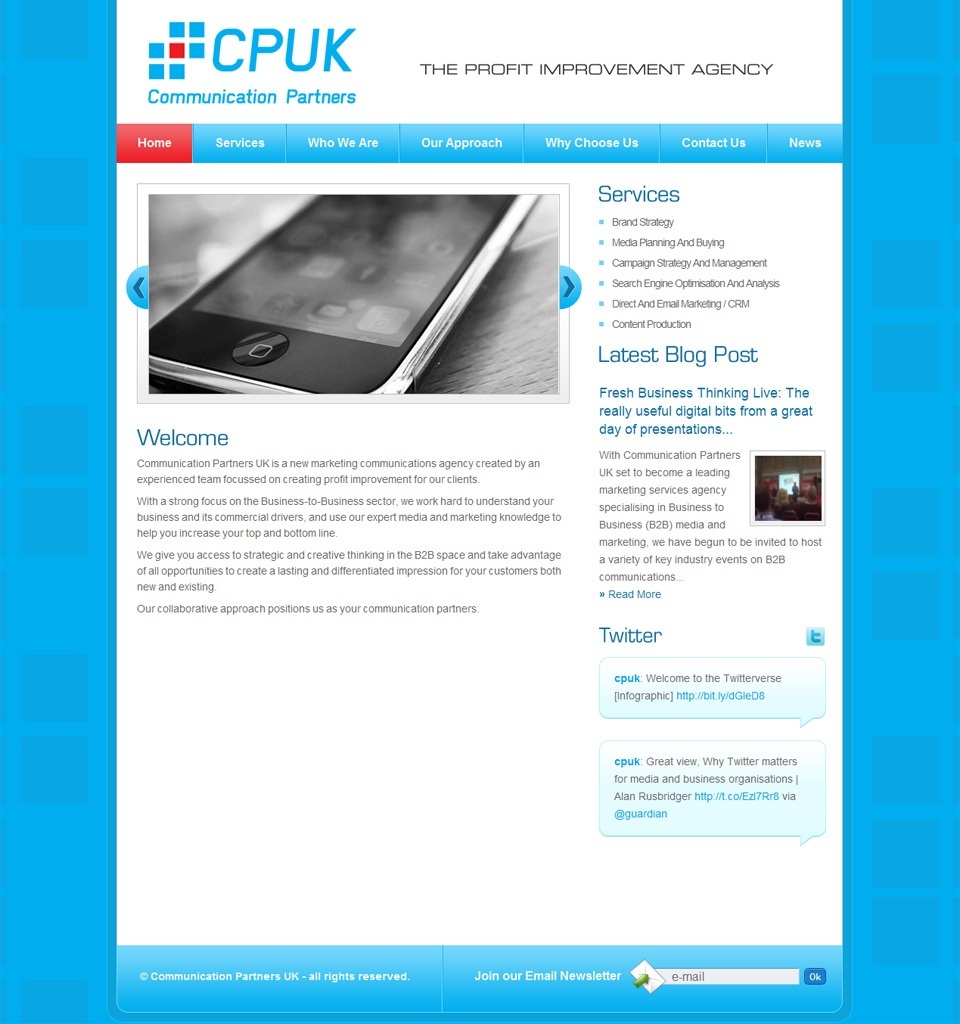 CPUK
Communication Partners
THE PROFIT IMPROVEMENT AGENCY
Home
Services
Who We Are
Our Approach
Why Choose Us
Contact Us
News
Welcome
Communication Partners UK is a new marketing communications agency created by an
experienced team focussed on creating profit improvement for our clients.
With a strong focus on the Business-to-Business sector, we work hard to understand your
business and its commercial drivers, and use our expert media and marketing knowledge to
help you increase your top and bottom line.
We give you access to strategic and creative thinking in the B2B space and take advantage
of all opportunities to create a lasting and differentiated impression for your customers both
new and existing.
Our collaborative approach positions us as your communication partners.
Services
Brand Strategy
Media Planning And Buying
Campaign Strategy And Management
Search Engine Optimisation And Analysis
Direct And Email Marketing / CRM
Content Production
Latest Blog Post
Fresh Business Thinking Live: The
really useful digital bits from a great
day of presentations...
With Communication Partners
UK set to become a leading
marketing services agency
specialising in Business to
Business (B2B) media and
marketing, we have begun to be invited to host
a variety of key industry events on B2B
communications...
» Read More
Twitter
cpuk: Welcome to the Twitterverse
[Infographic] http://bit.ly/dGIeD8
cpuk: Great view, Why Twitter matters
for media and business organisations |
Alan Rusbridger http://t.co/EzI7Rr8 via
@guardian
© Communication Partners UK - all rights reserved.
Join our Email Newsletter
e-mail
Ok